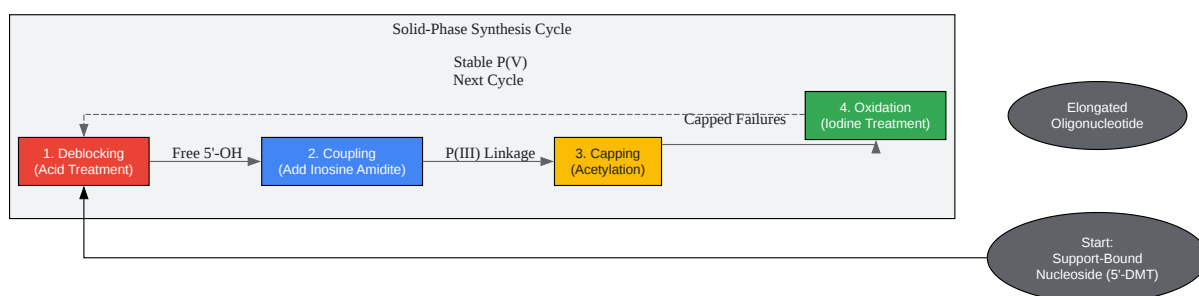 Solid-Phase Synthesis Cycle
Stable P(V)
Next Cycle
4. Oxidation
(Iodine Treatment)
Elongated
Oligonucleotide
Capped Failures
1. Deblocking
(Acid Treatment)
Free 5'-OH
2. Coupling
(Add Inosine Amidite)
P(III) Linkage
3. Capping
(Acetylation)
Start:
Support-Bound
Nucleoside (5'-DMT)